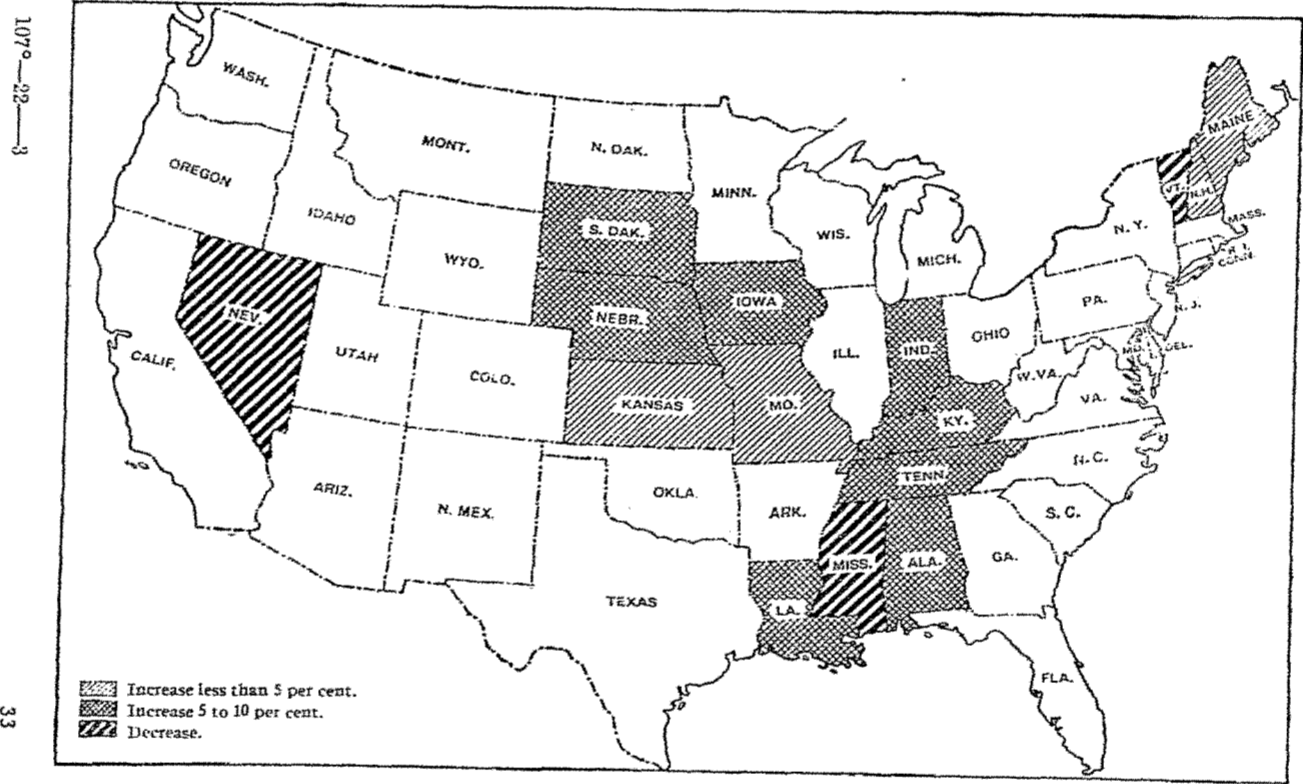 107°—22——3
WASH.
MONT.
N. DAK.
MINN.
MAINE
OREGON
IDAHO
S. DAK.
WIS.
MICH.
N. Y.
VT.
N.H.
MASS.
R. I.
CONN.
WYO.
NEV.
NEBR.
IOWA
PA.
N. J.
CALIF.
UTAH
COLO.
KANSAS
MO.
ILL.
IND.
OHIO
W.VA.
MD.
DEL.
VA.
KY.
ARIZ.
N. MEX.
OKLA.
ARK.
TENN.
N.C.
S. C.
TEXAS
LA.
MISS.
ALA.
GA.
FLA.
Increase less than 5 per cent.
Increase 5 to 10 per cent.
Decrease.
33